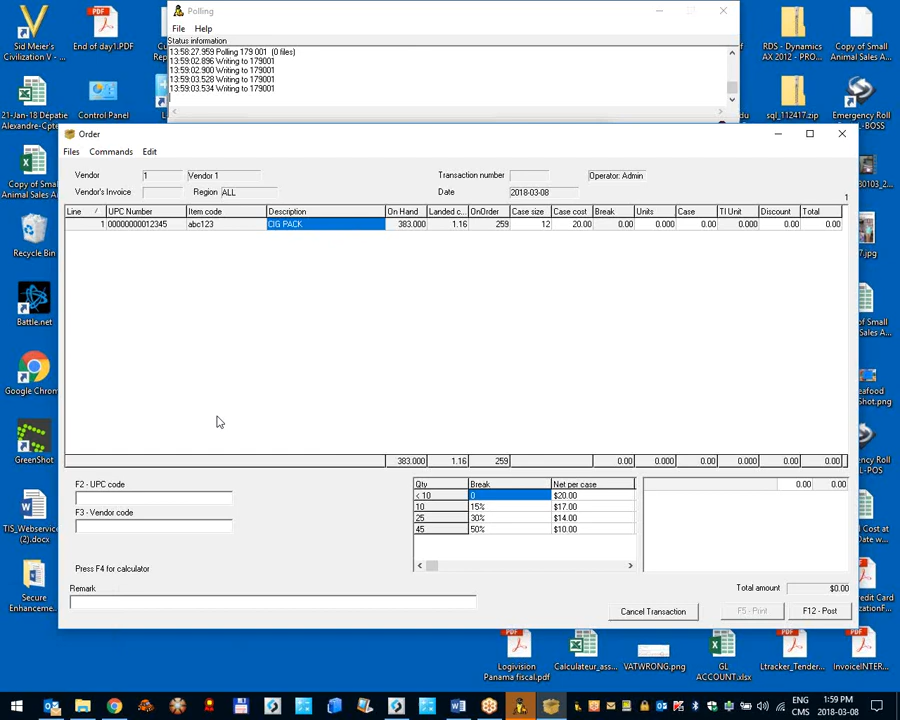 Polling
File Help
Status information
13:58:27.959 Polling 179 001 (0 files)
13:59:02.896 Writing to 179001
13:59:02.900 Writing to 179001
13:59:03.528 Writing to 179001
13:59:03.534 Writing to 179001
Sid Meier's
Civilization V - ...
End of day1.PDF
21-Jan-18 Depatie
Alexandre-Cpt...
Control Panel
RDS - Dynamics
AX 2012 - PRO...
Copy of Small
Animal Sales A...
sql_112417.zip
Emergency Roll
L-BOSS
Copy of Small
Animal Sales A...
Recycle Bin
Battle.net
Google Chrom
GreenShot
TIS_Webservice
(2).docx
Secure
Enhanceme...
Order
Files Commands Edit
Vendor 1 Vendor 1 Transaction number Operator: Admin
Vendor's Invoice Region ALL Date 2018-03-08
1
Line / UPC Number Item code Description On Hand Landed c... OnOrder Case size Case cost Break Units Case TI Unit Discount Total
1 00000000012345 abc123 CIG PACK 383.000 1.16 259 12 20.00 0.00 0.000 0.00 0.000 0.00 0.00
383.000 1.16 259 0.00 0.000 0.00 0.000 0.00 0.00
F2 - UPC code
F3 - Vendor code
Press F4 for calculator
Remark
Qty Break Net per case
< 10 0 $20.00
10 15% $17.00
25 30% $14.00
45 50% $10.00
0.00 0.00
Total amount $0.00
Cancel Transaction F5 - Print F12 - Post
Logivision
Panama fiscal.pdf
Calculateur_ass...
VATWRONG.png
GL
ACCOUNT.xlsx
Ltracker_Tender...
InvoiceINTER...
ENG
CMS
1:59 PM
2018-03-08